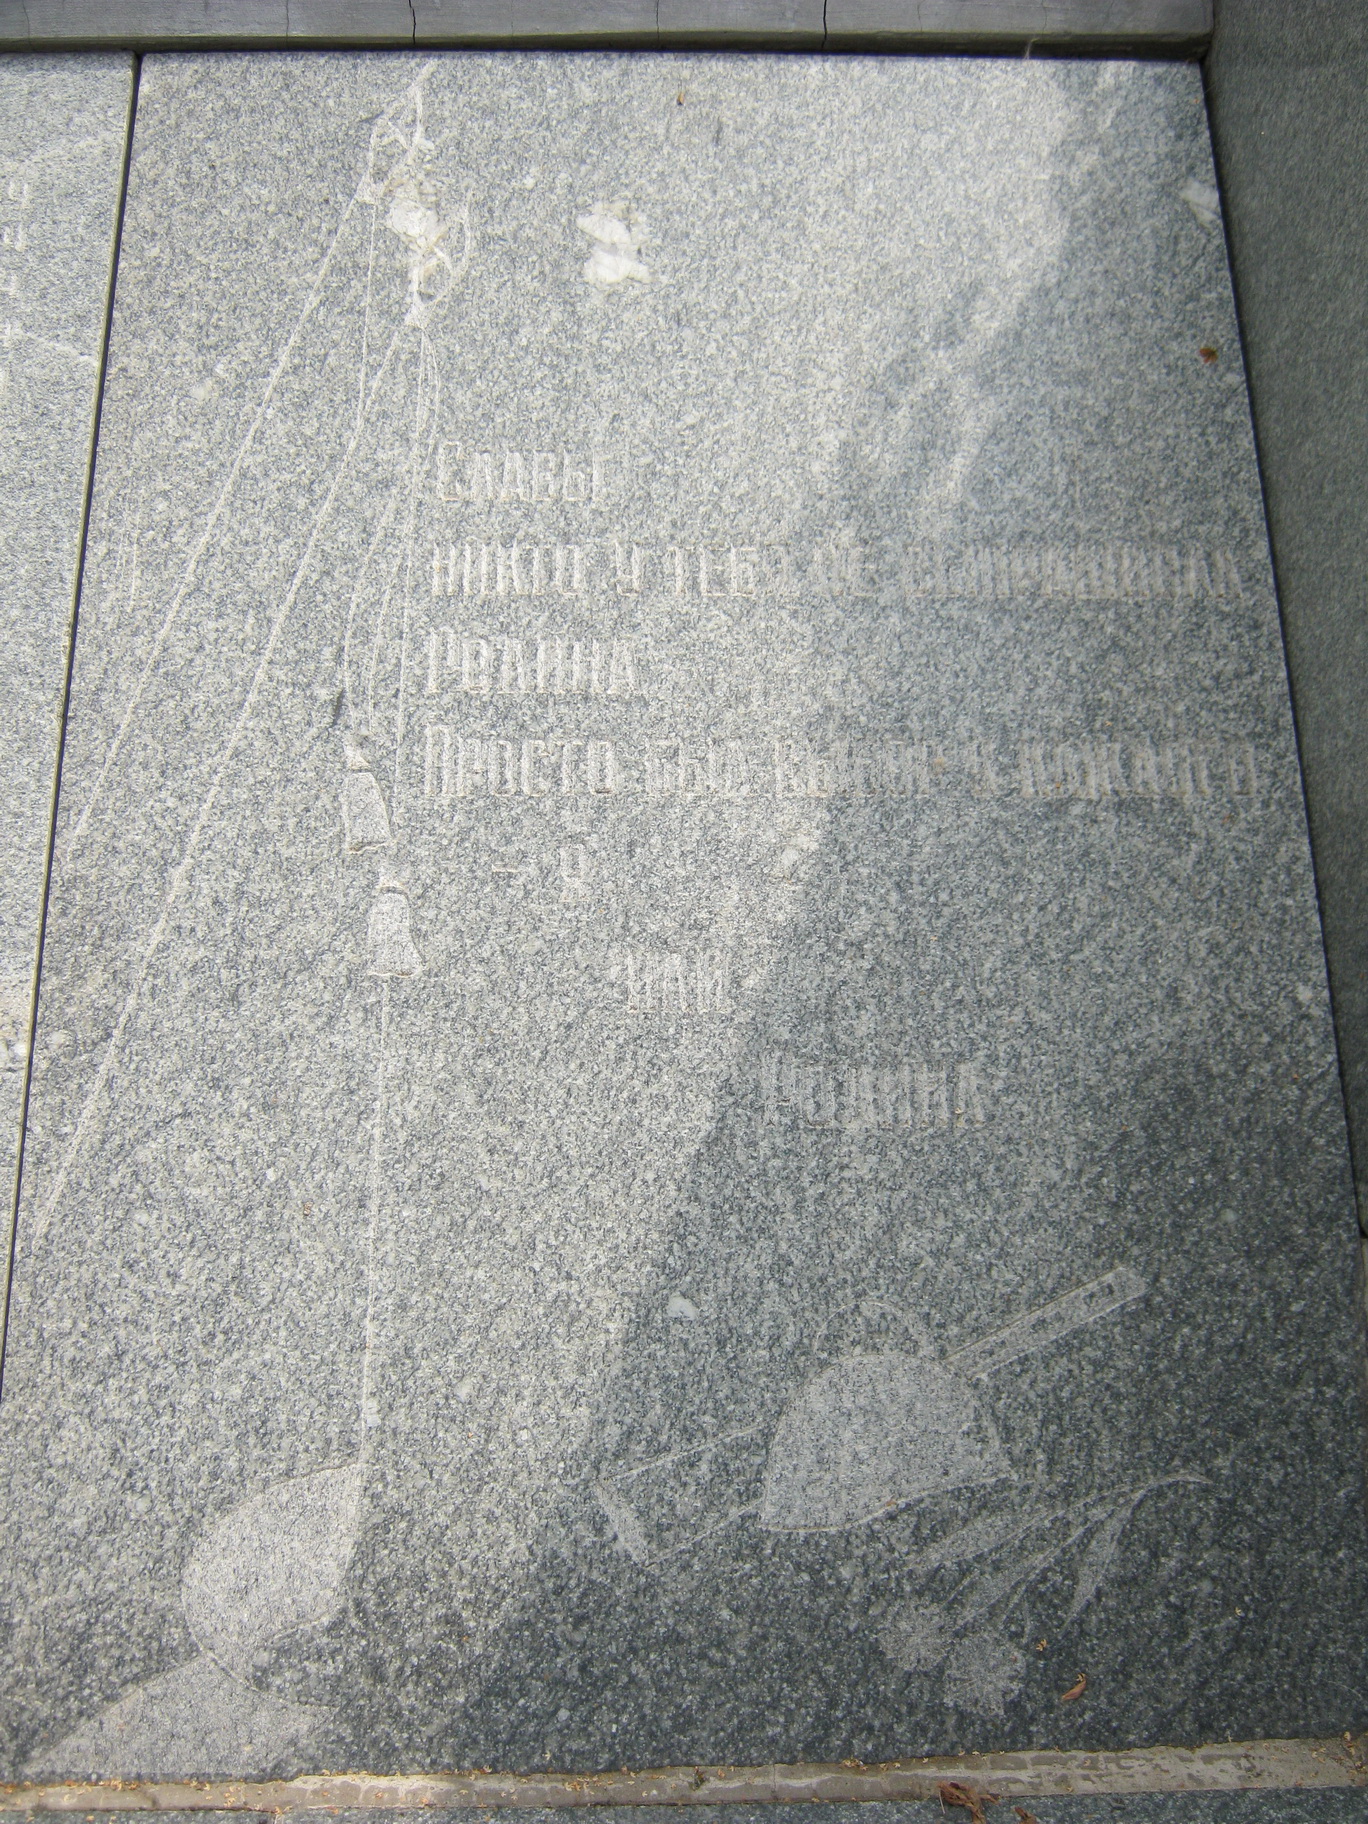 Славы
никто у тебя не выпрашивал
Родина
Просто был выбор у каждого
– я
или
Родина